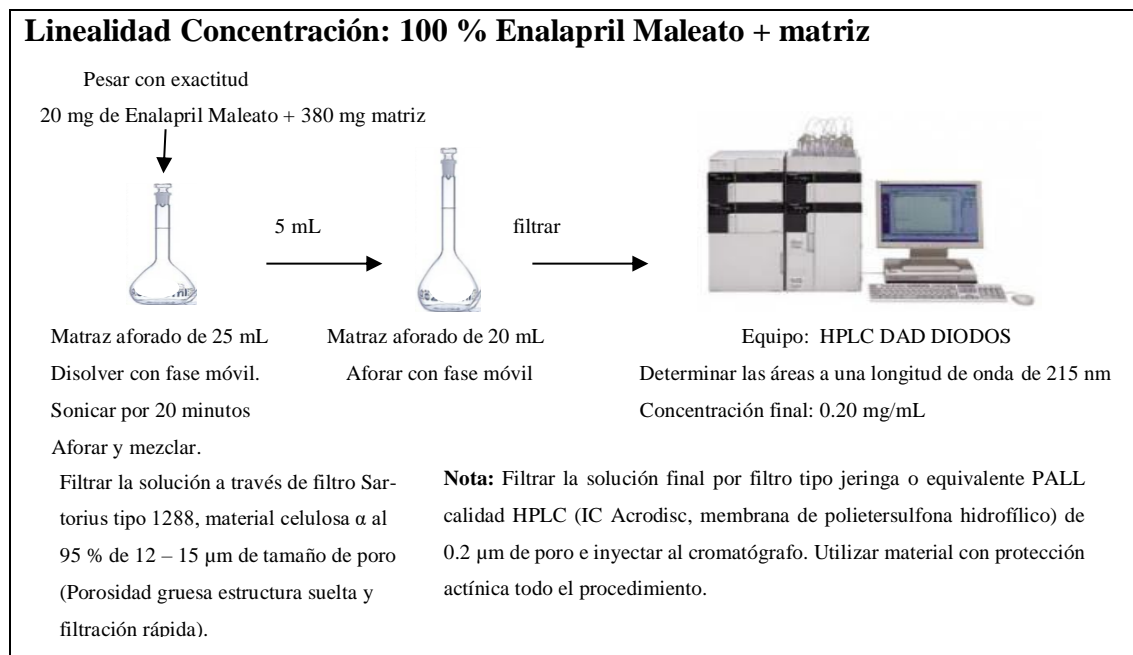 Linealidad Concentración: 100 % Enalapril Maleato + matriz
Pesar con exactitud
20 mg de Enalapril Maleato + 380 mg matriz
5 mL
filtrar
Matraz aforado de 25 mL
Disolver con fase móvil.
Sonicar por 20 minutos
Aforar y mezclar.
Matraz aforado de 20 mL
Aforar con fase móvil
Equipo: HPLC DAD DIODOS
Determinar las áreas a una longitud de onda de 215 nm
Concentración final: 0.20 mg/mL
Filtrar la solución a través de filtro Sar-
torius tipo 1288, material celulosa α al
95 % de 12 – 15 µm de tamaño de poro
(Porosidad gruesa estructura suelta y
filtración rápida).
Nota: Filtrar la solución final por filtro tipo jeringa o equivalente PALL
calidad HPLC (IC Acrodisc, membrana de polietersulfona hidrofílico) de
0.2 µm de poro e inyectar al cromatógrafo. Utilizar material con protección
actínica todo el procedimiento.